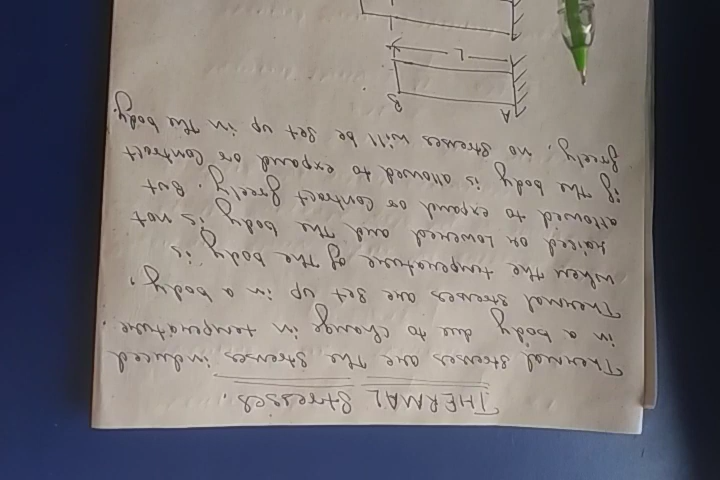 THERMAL Stresses.
Thermal stresses are the stresses induced
in a body due to change in temperature.
Thermal stresses are set up in a body,
when the temperature of the body is
raised or lowered and the body is not
allowed to expand or contract freely. But
if the body is allowed to expand or contract
freely, no stresses will be set up in the body.
A B
L